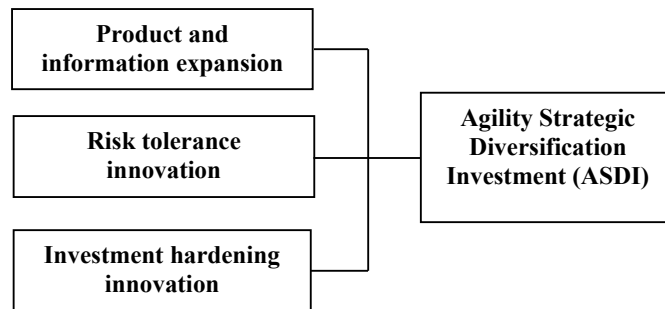 Product and
information expansion
Risk tolerance
innovation
Investment hardening
innovation
Agility Strategic
Diversification
Investment (ASDI)